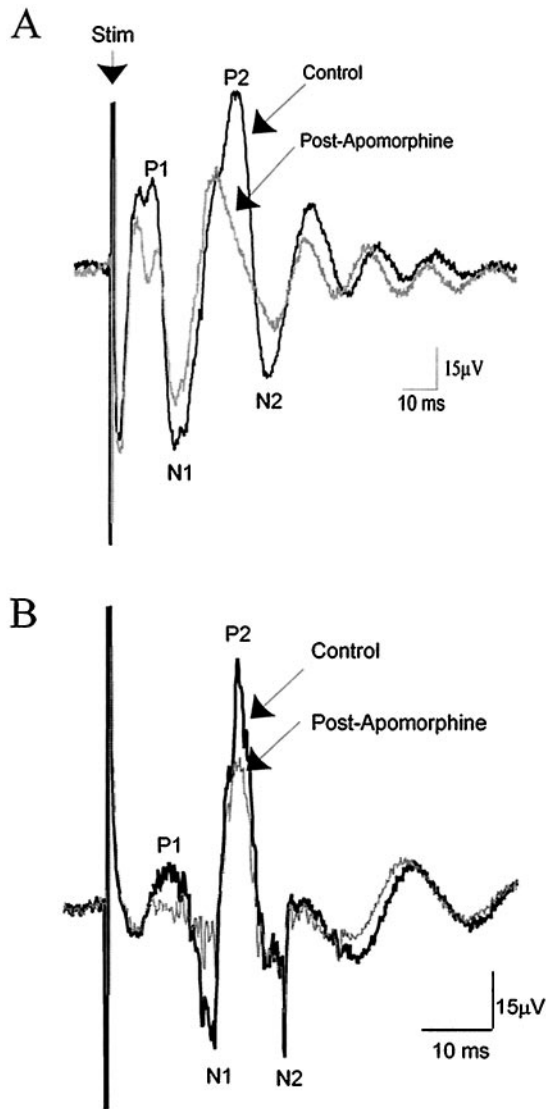 A
Stim
P2
Control
Post-Apomorphine
P1
15µV
10 ms
N2
N1
B
P2
Control
Post-Apomorphine
P1
15µV
10 ms
N1
N2